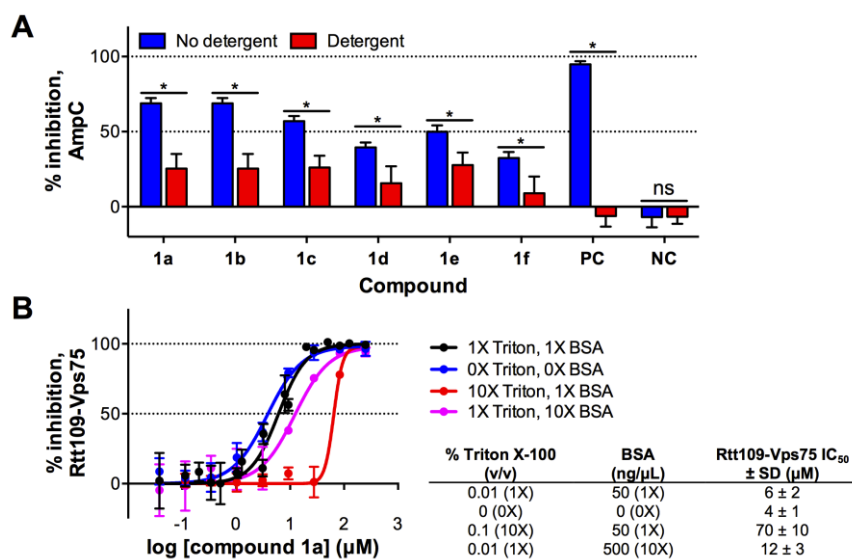 A
No detergent
Detergent
% inhibition,
AmpC
100
50
0
* * * * * * * ns
1a 1b 1c 1d 1e 1f PC NC
Compound
B
% inhibition,
Rtt109-Vps75
100
50
0
-1 0 1 2 3
log [compound 1a] (µM)
1X Triton, 1X BSA
0X Triton, 0X BSA
10X Triton, 1X BSA
1X Triton, 10X BSA
% Triton X-100 BSA Rtt109-Vps75 IC50
(v/v) (ng/µL) ± SD (µM)
0.01 (1X) 50 (1X) 6 ± 2
0 (0X) 0 (0X) 4 ± 1
0.1 (10X) 50 (1X) 70 ± 10
0.01 (1X) 500 (10X) 12 ± 3